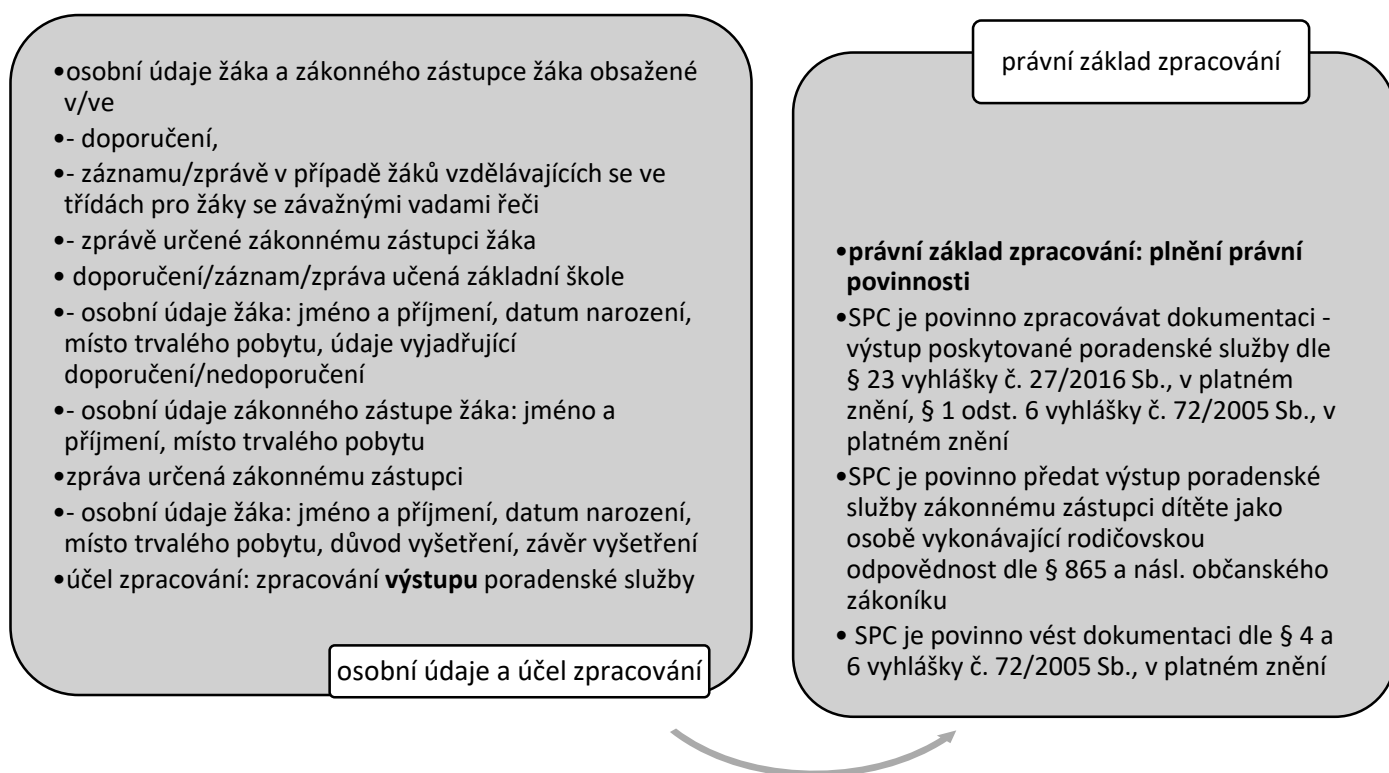 •osobní údaje žáka a zákonného zástupce žáka obsažené
v/ve
•- doporučení,
•- záznamu/zprávě v případě žáků vzdělávajících se ve
třídách pro žáky se závažnými vadami řeči
•- zprávě určené zákonnému zástupci žáka
• doporučení/záznam/zpráva učená základní škole
•- osobní údaje žáka: jméno a příjmení, datum narození,
místo trvalého pobytu, údaje vyjadřující
doporučení/nedoporučení
•- osobní údaje zákonného zástupe žáka: jméno a
příjmení, místo trvalého pobytu
•zpráva určená zákonnému zástupci
•- osobní údaje žáka: jméno a příjmení, datum narození,
místo trvalého pobytu, důvod vyšetření, závěr vyšetření
•účel zpracování: zpracování výstupu poradenské služby
osobní údaje a účel zpracování
právní základ zpracování
•právní základ zpracování: plnění právní
povinnosti
•SPC je povinno zpracovávat dokumentaci -
výstup poskytované poradenské služby dle
§ 23 vyhlášky č. 27/2016 Sb., v platném
znění, § 1 odst. 6 vyhlášky č. 72/2005 Sb., v
platném znění
•SPC je povinno předat výstup poradenské
služby zákonnému zástupci dítěte jako
osobě vykonávající rodičovskou
odpovědnost dle § 865 a násl. občanského
zákoníku
• SPC je povinno vést dokumentaci dle § 4 a
6 vyhlášky č. 72/2005 Sb., v platném znění